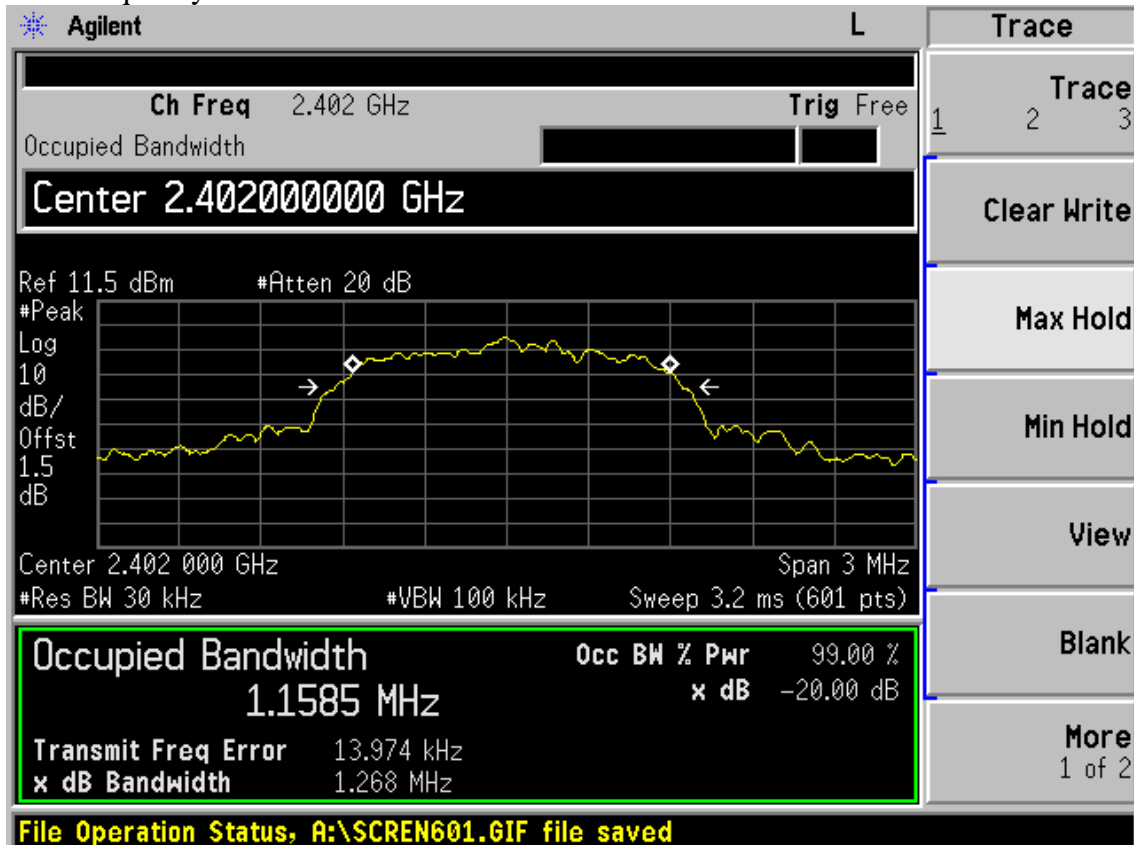 Agilent L Trace
Ch Freq 2.402 GHz Trig Free
Occupied Bandwidth
Center 2.402000000 GHz
Ref 11.5 dBm #Atten 20 dB
#Peak
Log
10
dB/
Offst
1.5
dB
Center 2.402 000 GHz Span 3 MHz
#Res BW 30 kHz #VBW 100 kHz Sweep 3.2 ms (601 pts)
Occupied Bandwidth Occ BW % Pwr 99.00 %
1.1585 MHz x dB -20.00 dB
Transmit Freq Error 13.974 kHz
x dB Bandwidth 1.268 MHz
File Operation Status, A:\SCREN601.GIF file saved
Trace
1 2 3
Clear Write
Max Hold
Min Hold
View
Blank
More
1 of 2